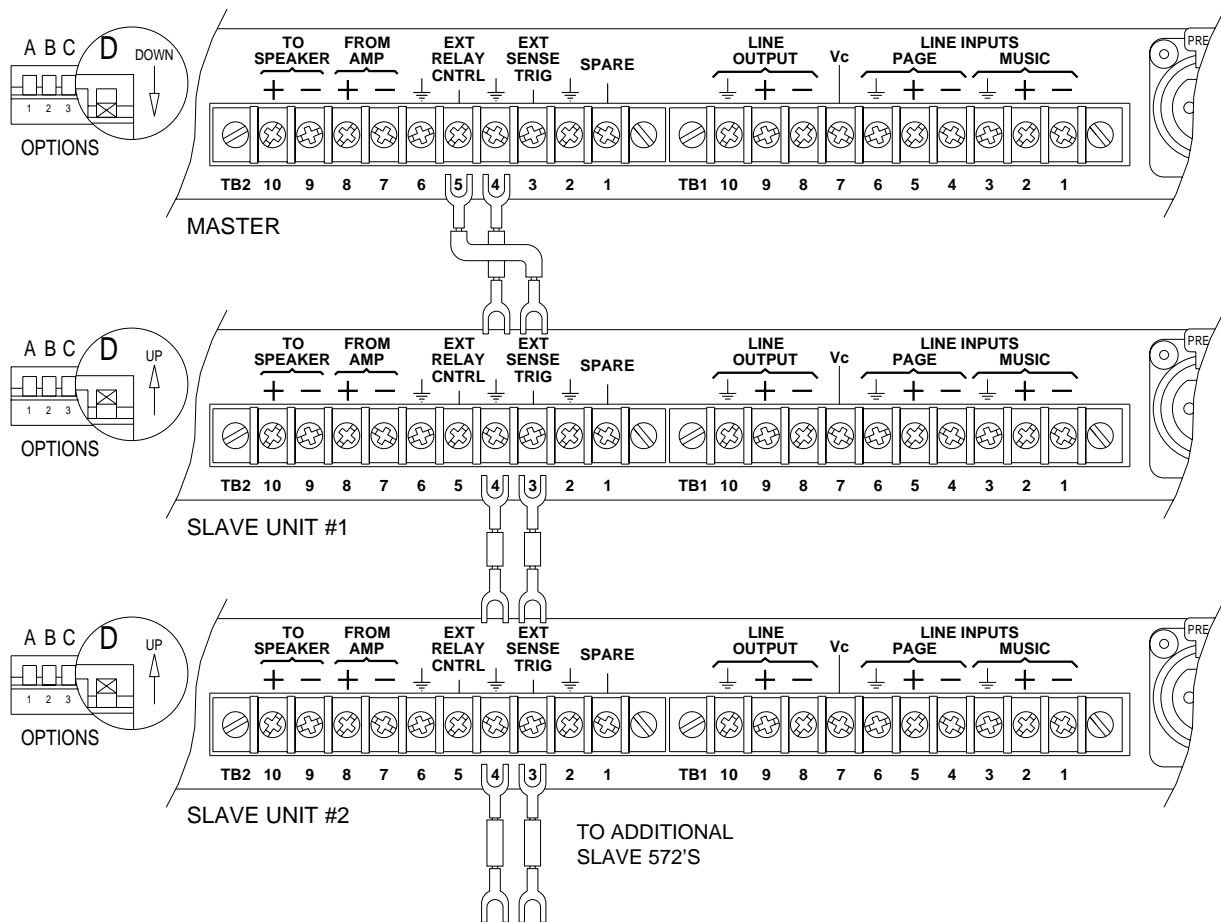 A B C D DOWN
1 2 3
OPTIONS
TO SPEAKER FROM AMP EXT RELAY CNTRL EXT SENSE TRIG SPARE LINE OUTPUT Vc LINE INPUTS PAGE MUSIC PRE
+ − + − + − + − + −
TB2 10 9 8 7 6 5 4 3 2 1 TB1 10 9 8 7 6 5 4 3 2 1
MASTER
A B C D UP
1 2 3
OPTIONS
TO SPEAKER FROM AMP EXT RELAY CNTRL EXT SENSE TRIG SPARE LINE OUTPUT Vc LINE INPUTS PAGE MUSIC PRE
+ − + − + − + − + −
TB2 10 9 8 7 6 5 4 3 2 1 TB1 10 9 8 7 6 5 4 3 2 1
SLAVE UNIT #1
A B C D UP
1 2 3
OPTIONS
TO SPEAKER FROM AMP EXT RELAY CNTRL EXT SENSE TRIG SPARE LINE OUTPUT Vc LINE INPUTS PAGE MUSIC PRE
+ − + − + − + − + −
TB2 10 9 8 7 6 5 4 3 2 1 TB1 10 9 8 7 6 5 4 3 2 1
SLAVE UNIT #2
TO ADDITIONAL
SLAVE 572'S